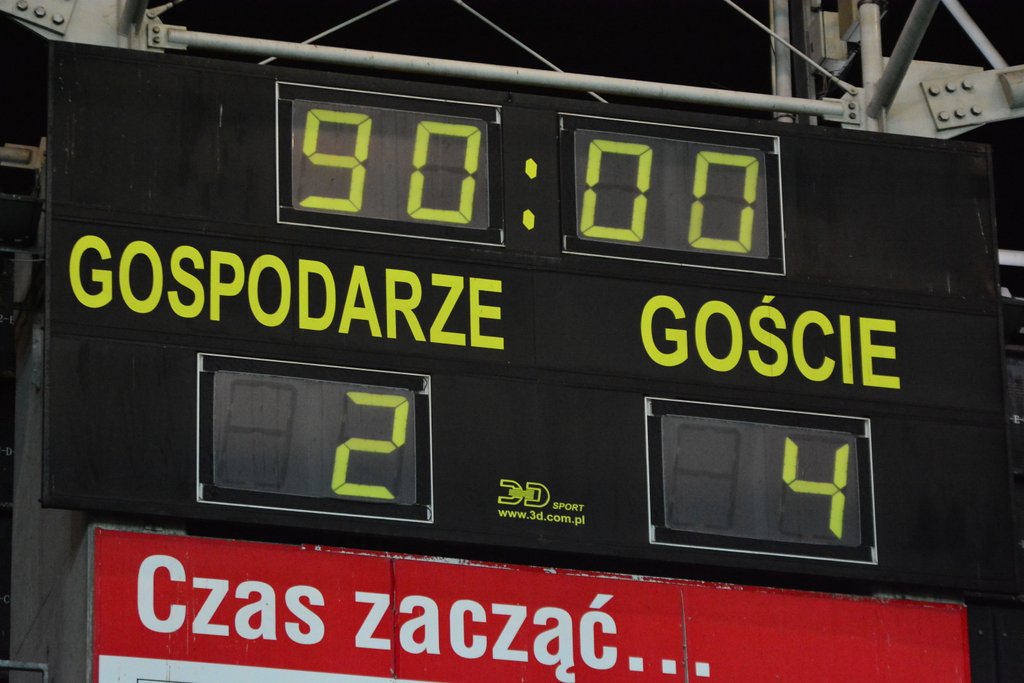 90:00
GOSPODARZE GOŚCIE
2 4
3D SPORT
www.3d.com.pl
Czas zacząć...